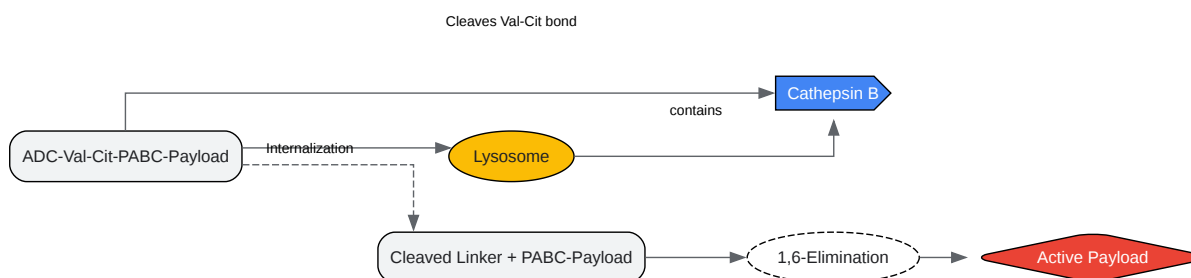 Cleaves Val-Cit bond
Cathepsin B
contains
ADC-Val-Cit-PABC-Payload
Internalization
Lysosome
Cleaved Linker + PABC-Payload
1,6-Elimination
Active Payload